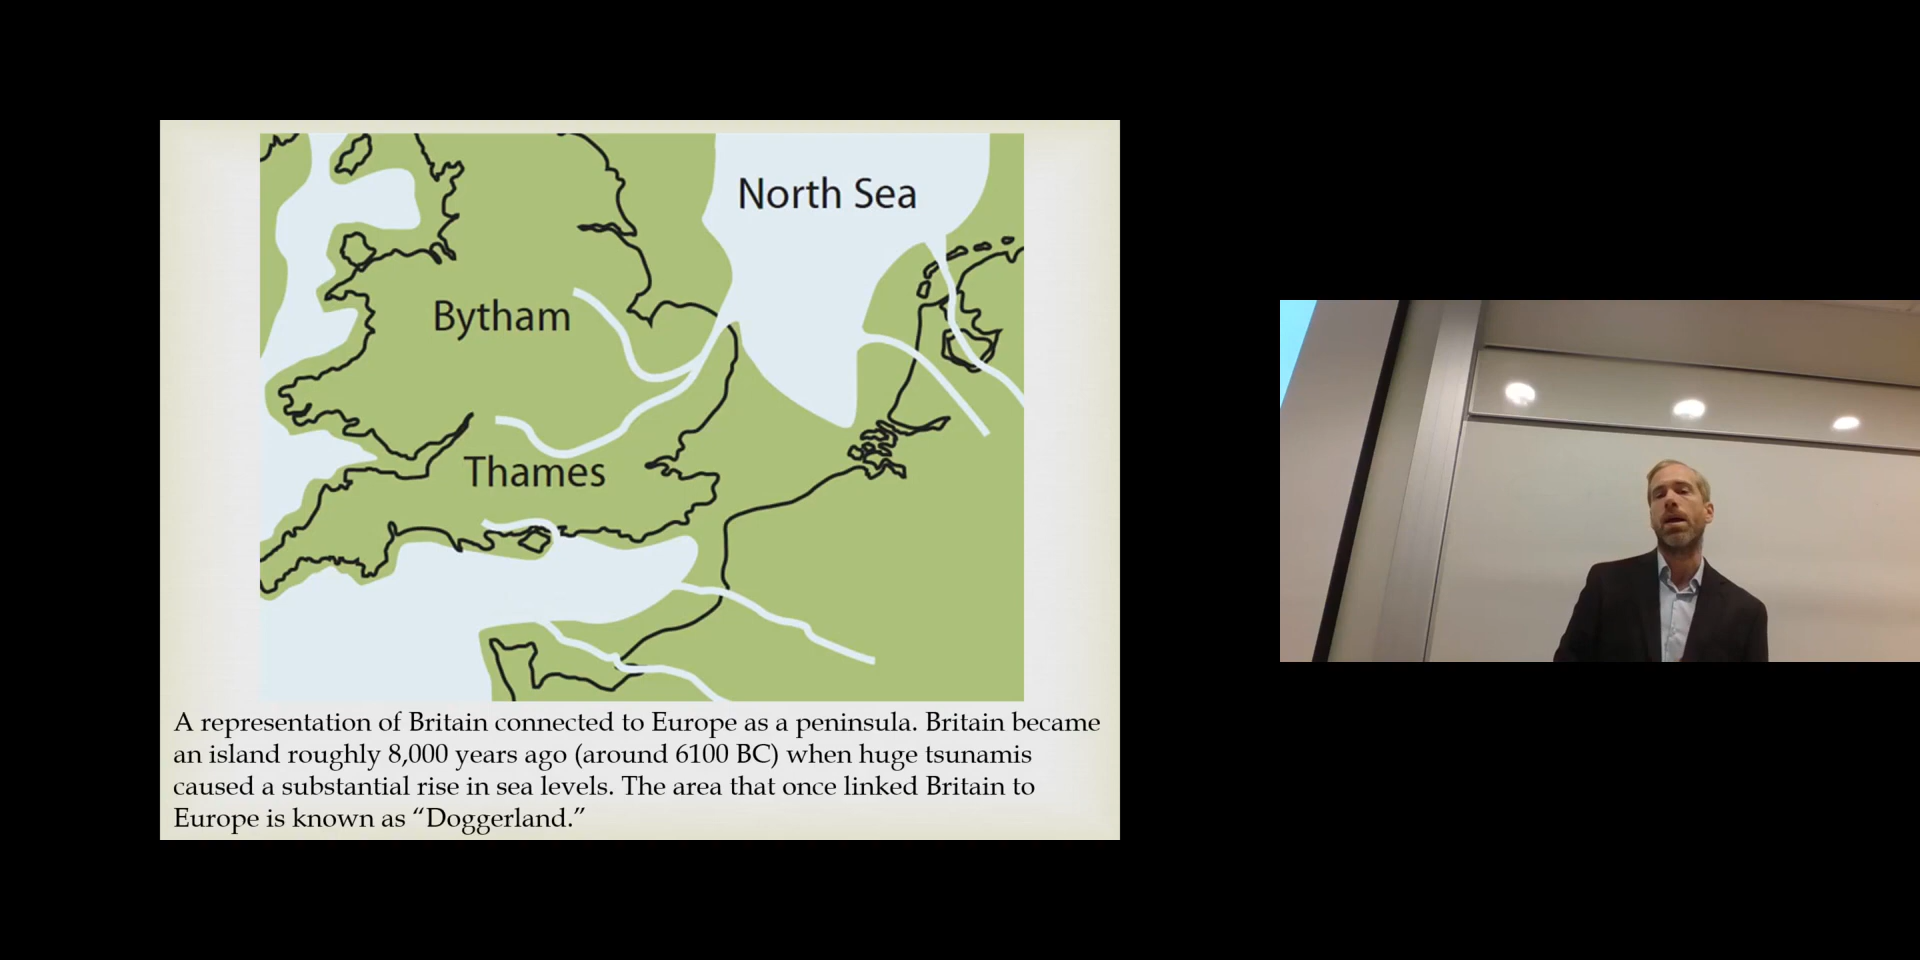 North Sea
Bytham
Thames
A representation of Britain connected to Europe as a peninsula. Britain became
an island roughly 8,000 years ago (around 6100 BC) when huge tsunamis
caused a substantial rise in sea levels. The area that once linked Britain to
Europe is known as “Doggerland.”